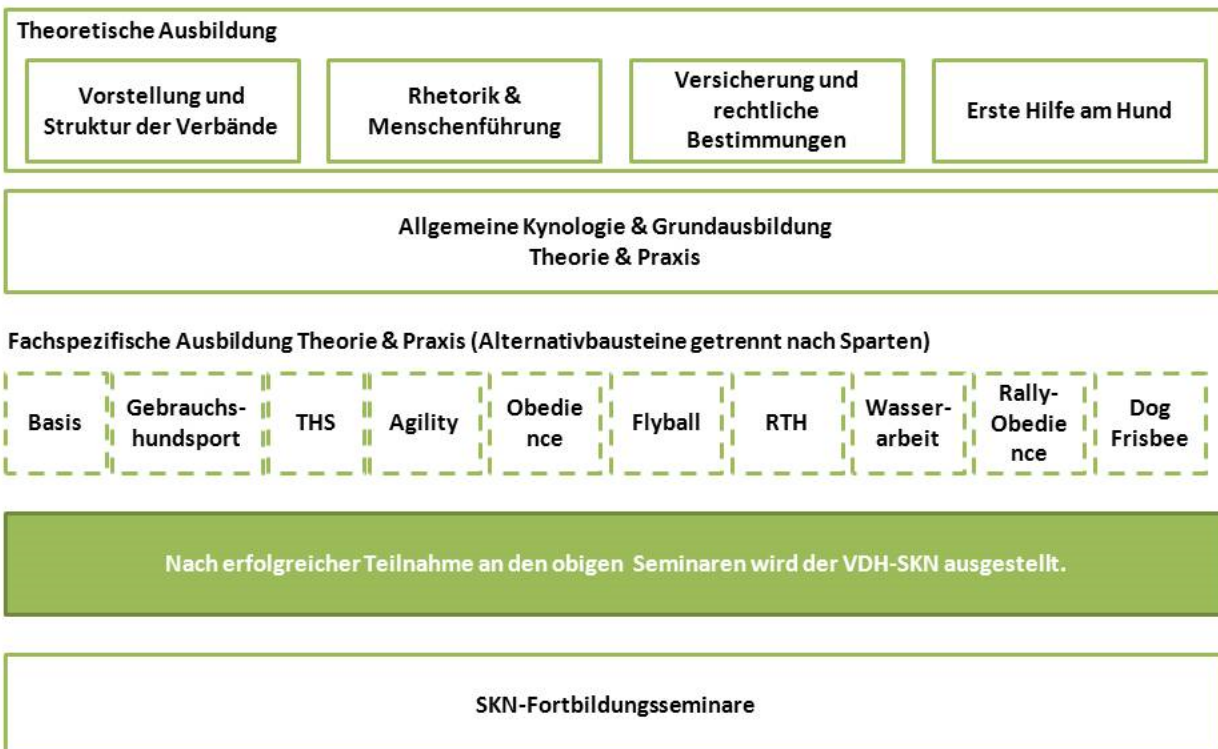 Theoretische Ausbildung
Vorstellung und
Struktur der Verbände
Rhetorik &
Menschenführung
Versicherung und
rechtliche
Bestimmungen
Erste Hilfe am Hund
Allgemeine Kynologie & Grundausbildung
Theorie & Praxis
Fachspezifische Ausbildung Theorie & Praxis (Alternativbausteine getrennt nach Sparten)
Basis
Gebrauchs-
hundsport
THS
Agility
Obedie
nce
Flyball
RTH
Wasser-
arbeit
Rally-
Obedie
nce
Dog
Frisbee
Nach erfolgreicher Teilnahme an den obigen Seminaren wird der VDH-SKN ausgestellt.
SKN-Fortbildungsseminare